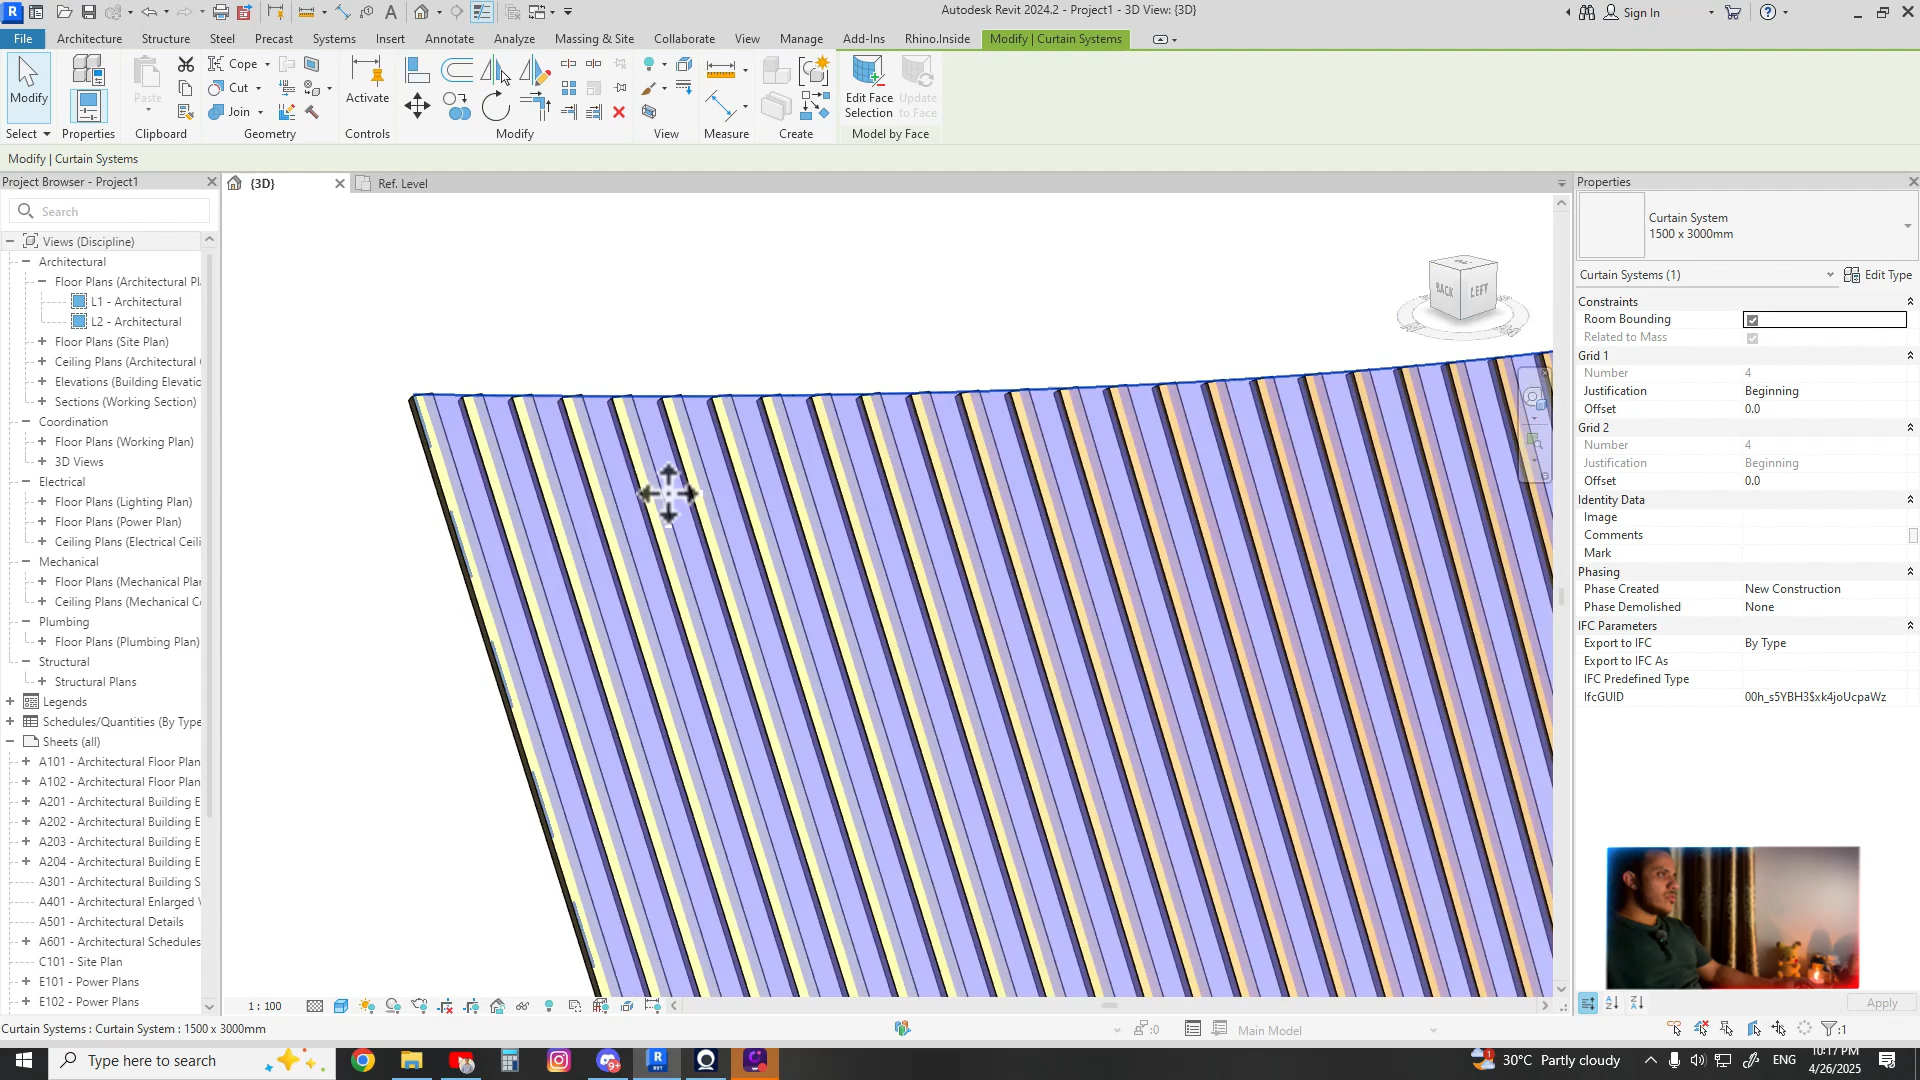 Autodesk Revit 2024.2 - Project1 - 3D View: {3D}
Sign In
File
Architecture
Structure
Steel
Precast
Systems
Insert
Annotate
Analyze
Massing & Site
Collaborate
View
Manage
Add-Ins
Rhino.Inside
Modify | Curtain Systems
Modify
Paste
Cope
Cut
Join
Activate
Edit Face
Selection
Update
to Face
Select
Properties
Clipboard
Geometry
Controls
Modify
View
Measure
Create
Model by Face
Modify | Curtain Systems
Project Browser - Project1
Search
Views (Discipline)
Architectural
Floor Plans (Architectural Pl
L1 - Architectural
L2 - Architectural
Floor Plans (Site Plan)
Ceiling Plans (Architectural
Elevations (Building Elevatio
Sections (Working Section)
Coordination
Floor Plans (Working Plan)
3D Views
Electrical
Floor Plans (Lighting Plan)
Floor Plans (Power Plan)
Ceiling Plans (Electrical Ceili
Mechanical
Floor Plans (Mechanical Plar
Ceiling Plans (Mechanical C
Plumbing
Floor Plans (Plumbing Plan)
Structural
Structural Plans
Legends
Schedules/Quantities (By Type
Sheets (all)
A101 - Architectural Floor Plan
A102 - Architectural Floor Plan
A201 - Architectural Building E
A202 - Architectural Building E
A203 - Architectural Building E
A204 - Architectural Building E
A301 - Architectural Building S
A401 - Architectural Enlarged V
A501 - Architectural Details
A601 - Architectural Schedules
C101 - Site Plan
E101 - Power Plans
E102 - Power Plans
{3D}
Ref. Level
BACK
LEFT
Properties
Curtain System
1500 x 3000mm
Curtain Systems (1)
Edit Type
Constraints
Room Bounding
Related to Mass
Grid 1
Number 4
Justification Beginning
Offset 0.0
Grid 2
Number 4
Justification Beginning
Offset 0.0
Identity Data
Image
Comments
Mark
Phasing
Phase Created New Construction
Phase Demolished None
IFC Parameters
Export to IFC By Type
Export to IFC As
IFC Predefined Type
IfcGUID 00h_s5YBH3$xk4joUcpaWz
Apply
1 : 100
Curtain Systems : Curtain System : 1500 x 3000mm
:0
Main Model
:1
Type here to search
30°C Partly cloudy
ENG
10:17 PM
4/26/2025